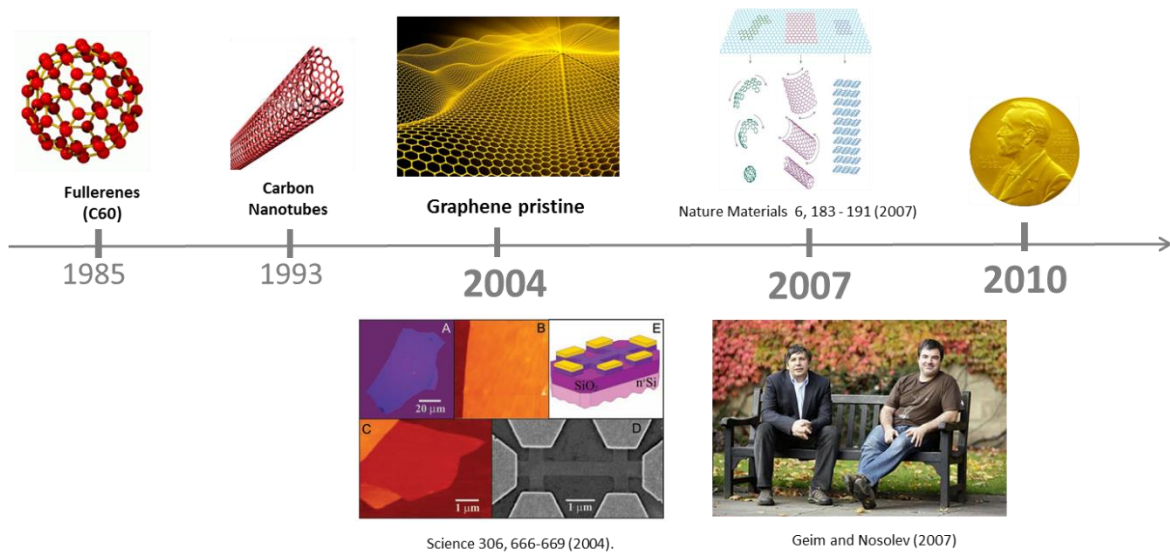 Fullerenes
(C60)
Carbon
Nanotubes
Graphene pristine
Nature Materials 6, 183 - 191 (2007)
1985
1993
2004
2007
2010
A
B
E
20 μm
SiO2
n+Si
C
D
1 μm
1 μm
Science 306, 666-669 (2004).
Geim and Nosolev (2007)